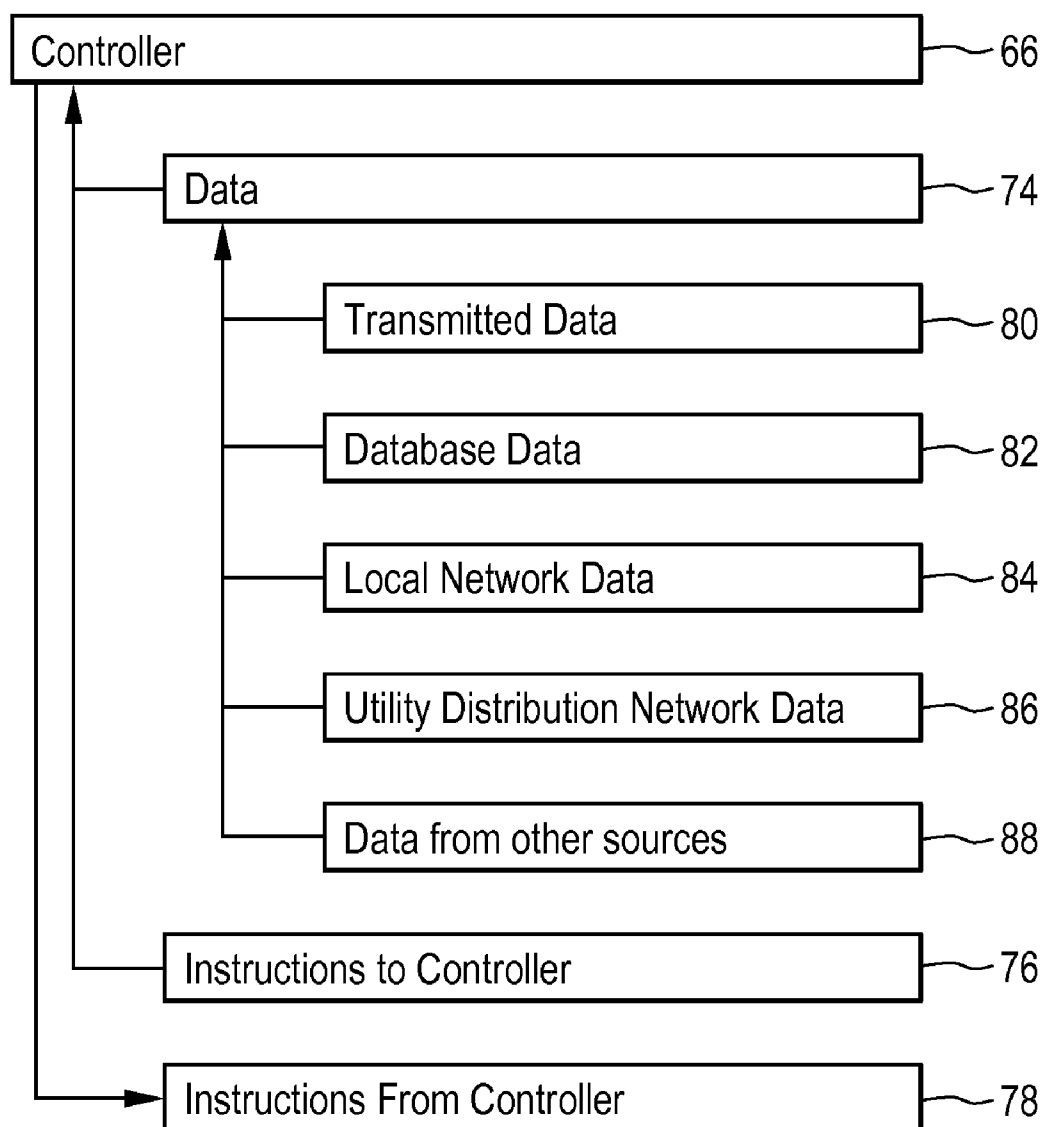 Controller 66
Data 74
Transmitted Data 80
Database Data 82
Local Network Data 84
Utility Distribution Network Data 86
Data from other sources 88
Instructions to Controller 76
Instructions From Controller 78